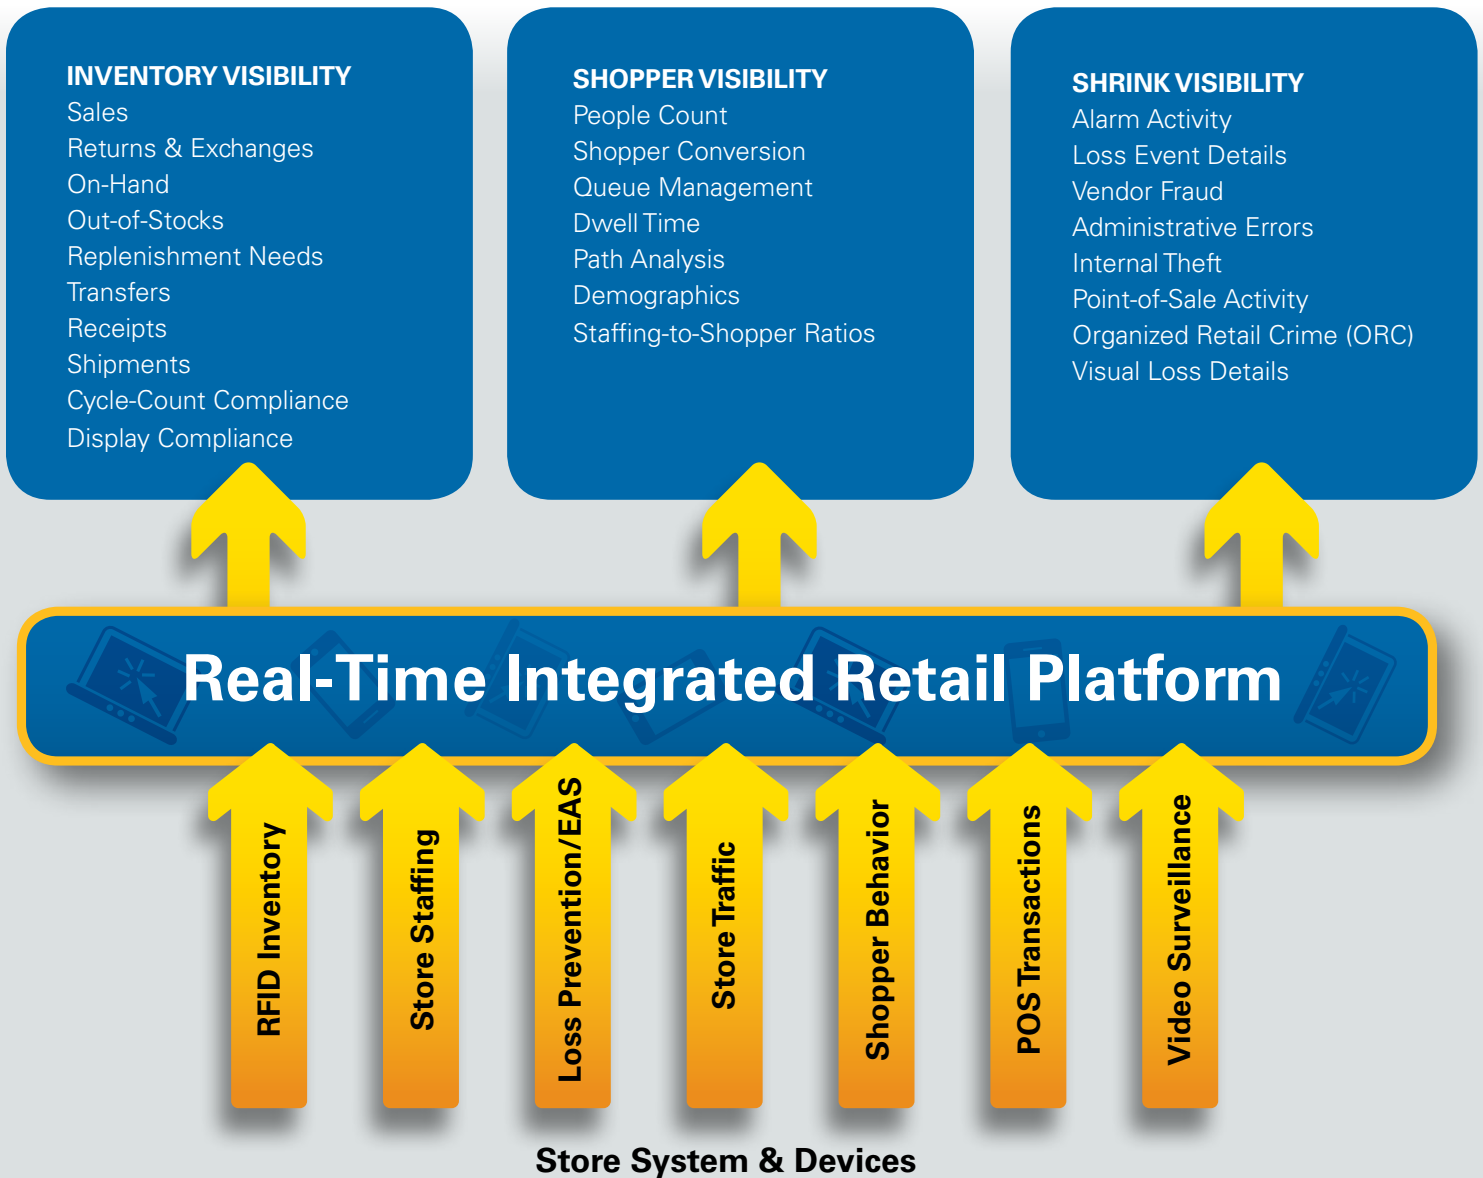 INVENTORY VISIBILITY
Sales
Returns & Exchanges
On-Hand
Out-of-Stocks
Replenishment Needs
Transfers
Receipts
Shipments
Cycle-Count Compliance
Display Compliance
SHOPPER VISIBILITY
People Count
Shopper Conversion
Queue Management
Dwell Time
Path Analysis
Demographics
Staffing-to-Shopper Ratios
SHRINK VISIBILITY
Alarm Activity
Loss Event Details
Vendor Fraud
Administrative Errors
Internal Theft
Point-of-Sale Activity
Organized Retail Crime (ORC)
Visual Loss Details
Real-Time Integrated Retail Platform
RFID Inventory
Store Staffing
Loss Prevention/EAS
Store Traffic
Shopper Behavior
POS Transactions
Video Surveillance
Store System & Devices